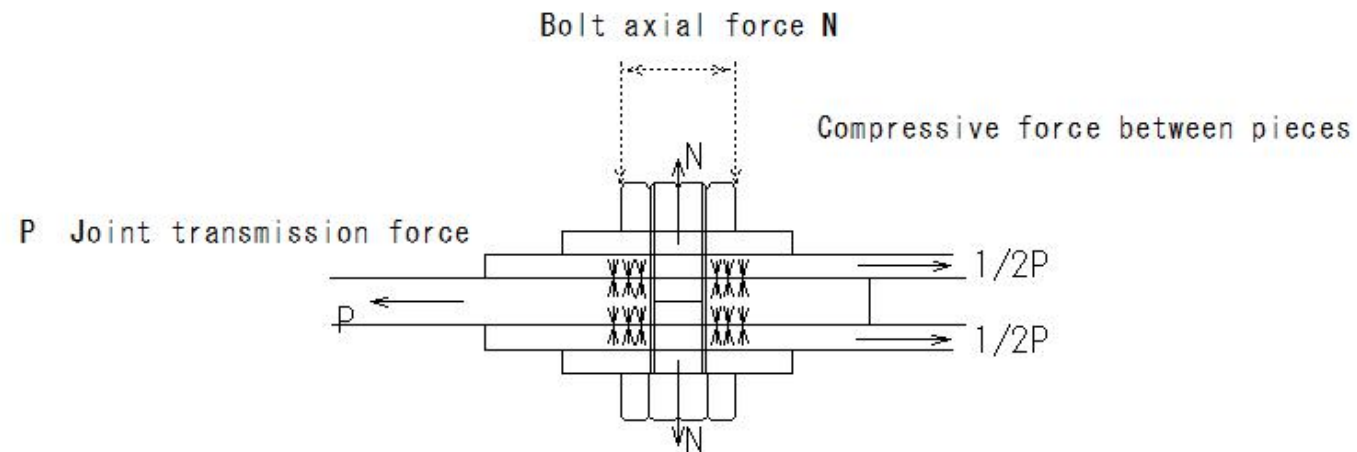 Bolt axial force N
Compressive force between pieces
N
P Joint transmission force
1/2P
P
1/2P
N